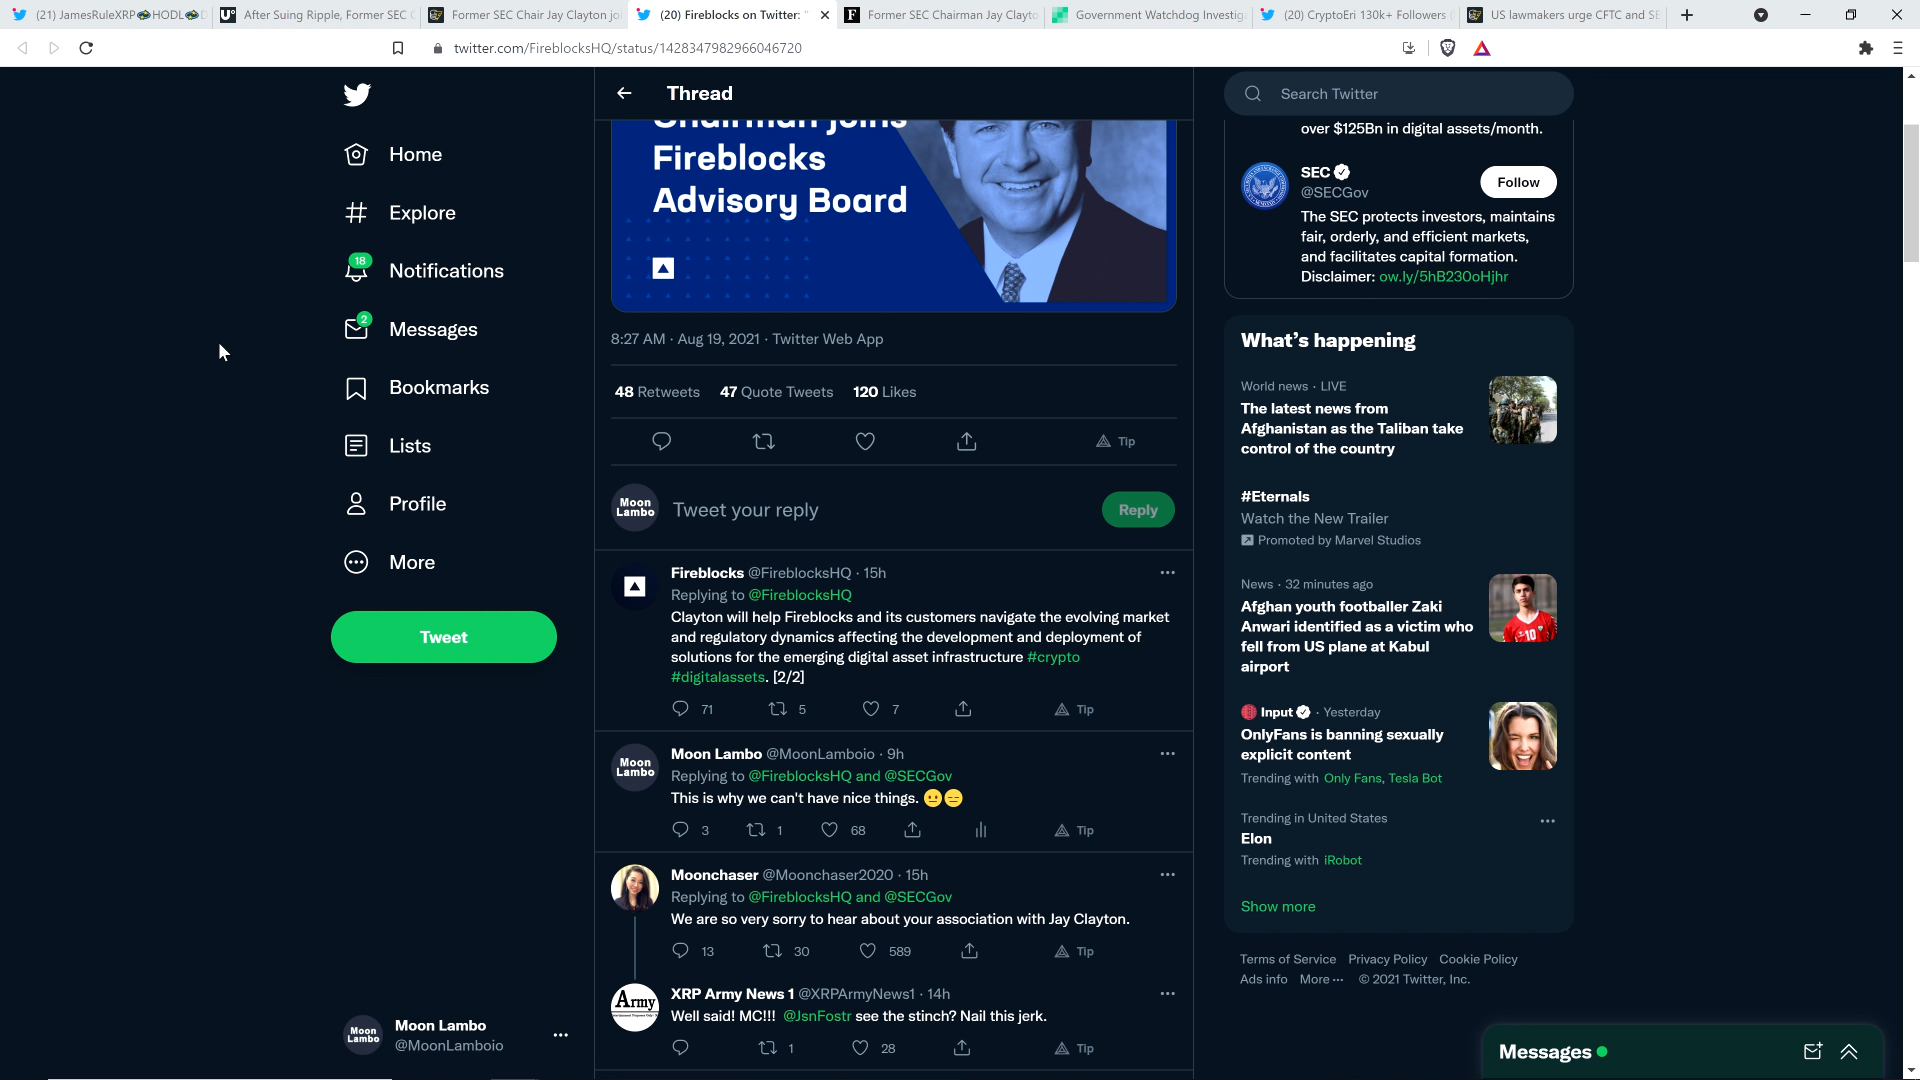 (21) JamesRuleXRP HODL
After Suing Ripple, Former SEC C
Former SEC Chair Jay Clayton jo
(20) Fireblocks on Twitter: "
Former SEC Chairman Jay Clayto
Government Watchdog Investig
(20) CryptoEri 130k+ Followers
US lawmakers urge CFTC and SE
twitter.com/FireblocksHQ/status/1428347982966046720
Home
Explore
18
Notifications
2
Messages
Bookmarks
Lists
Profile
More
Tweet
Moon Lambo
Moon Lambo
@MoonLamboio
Thread
Chairman joins
Fireblocks
Advisory Board
8:27 AM · Aug 19, 2021 · Twitter Web App
48 Retweets 47 Quote Tweets 120 Likes
Tip
Moon
Lambo
Tweet your reply
Reply
Fireblocks @FireblocksHQ · 15h
Replying to @FireblocksHQ
Clayton will help Fireblocks and its customers navigate the evolving market
and regulatory dynamics affecting the development and deployment of
solutions for the emerging digital asset infrastructure #crypto
#digitalassets. [2/2]
71 5 7 Tip
Moon
Lambo
Moon Lambo @MoonLamboio · 9h
Replying to @FireblocksHQ and @SECGov
This is why we can't have nice things. 😐😑
3 1 68 Tip
Moonchaser @Moonchaser2020 · 15h
Replying to @FireblocksHQ and @SECGov
We are so very sorry to hear about your association with Jay Clayton.
13 30 589 Tip
Army
XRP Army News 1 @XRPArmyNews1 · 14h
Well said! MC!!! @JsnFostr see the stinch? Nail this jerk.
1 28 Tip
Search Twitter
over $125Bn in digital assets/month.
SEC
@SECGov
Follow
The SEC protects investors, maintains
fair, orderly, and efficient markets,
and facilitates capital formation.
Disclaimer: ow.ly/5hB230oHjhr
What's happening
World news · LIVE
The latest news from
Afghanistan as the Taliban take
control of the country
#Eternals
Watch the New Trailer
Promoted by Marvel Studios
News · 32 minutes ago
Afghan youth footballer Zaki
Anwari identified as a victim who
fell from US plane at Kabul
airport
10
Input · Yesterday
OnlyFans is banning sexually
explicit content
Trending with Only Fans, Tesla Bot
Trending in United States
Elon
Trending with iRobot
Show more
Terms of Service Privacy Policy Cookie Policy
Ads info More ··· © 2021 Twitter, Inc.
Messages